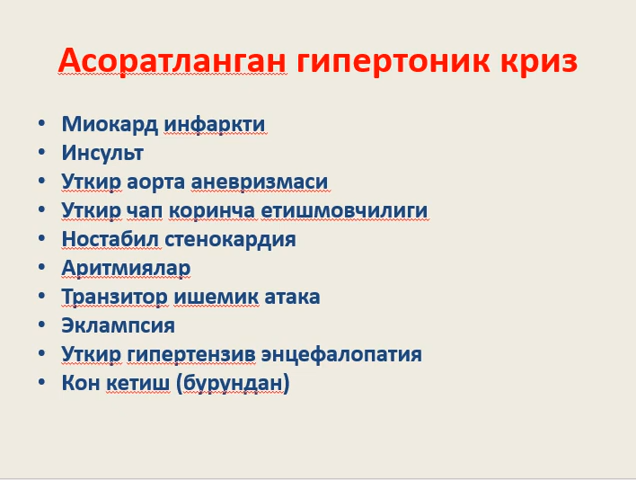 Асоратланган гипертоник криз
• Миокард инфаркти
• Инсульт
• Уткир аорта аневризмаси
• Уткир чап коринча етишмовчилиги
• Ностабил стенокардия
• Аритмиялар
• Транзитор ишемик атака
• Эклампсия
• Уткир гипертензив энцефалопатия
• Кон кетиш (бурундан)